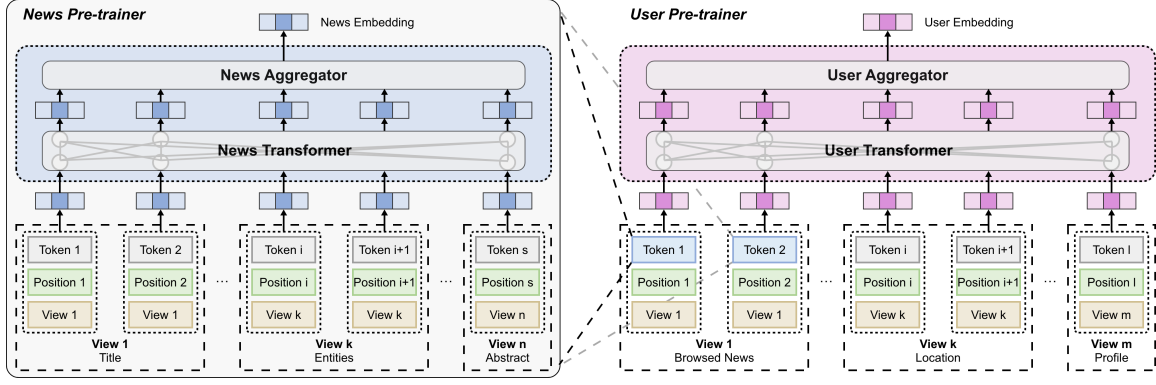 News Pre-trainer
News Embedding
News Aggregator
News Transformer
Token 1 Token 2 Token i Token i+1 Token s
Position 1 Position 2 ... Position i Position i+1 ... Position s
View 1 View 1 View k View k View n
View 1 View k View n
Title Entities Abstract
User Pre-trainer
User Embedding
User Aggregator
User Transformer
Token 1 Token 2 Token i Token i+1 Token l
Position 1 Position 2 ... Position i Position i+1 ... Position l
View 1 View 1 View k View k View m
View 1 View k View m
Browsed News Location Profile